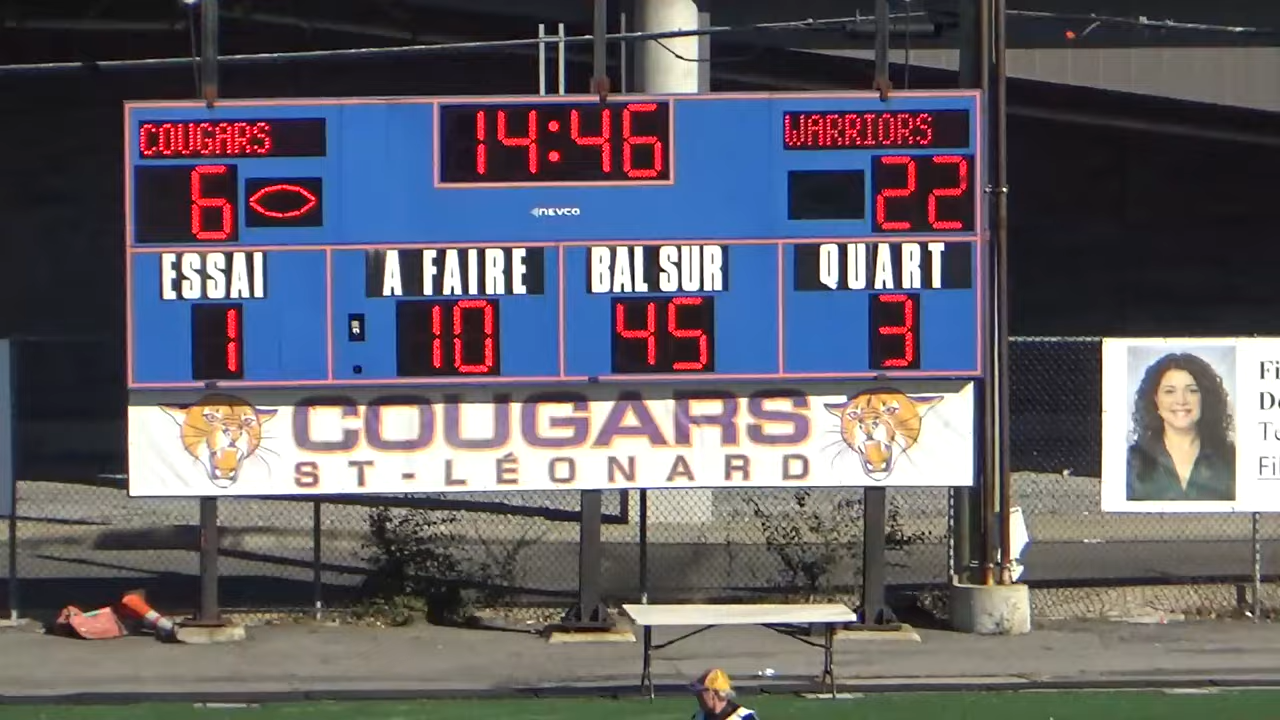 COUGARS
14:46
WARRIORS
6
22
NEVCO
ESSAI
A FAIRE
BAL SUR
QUART
1
10
45
3
COUGARS
ST-LÉONARD